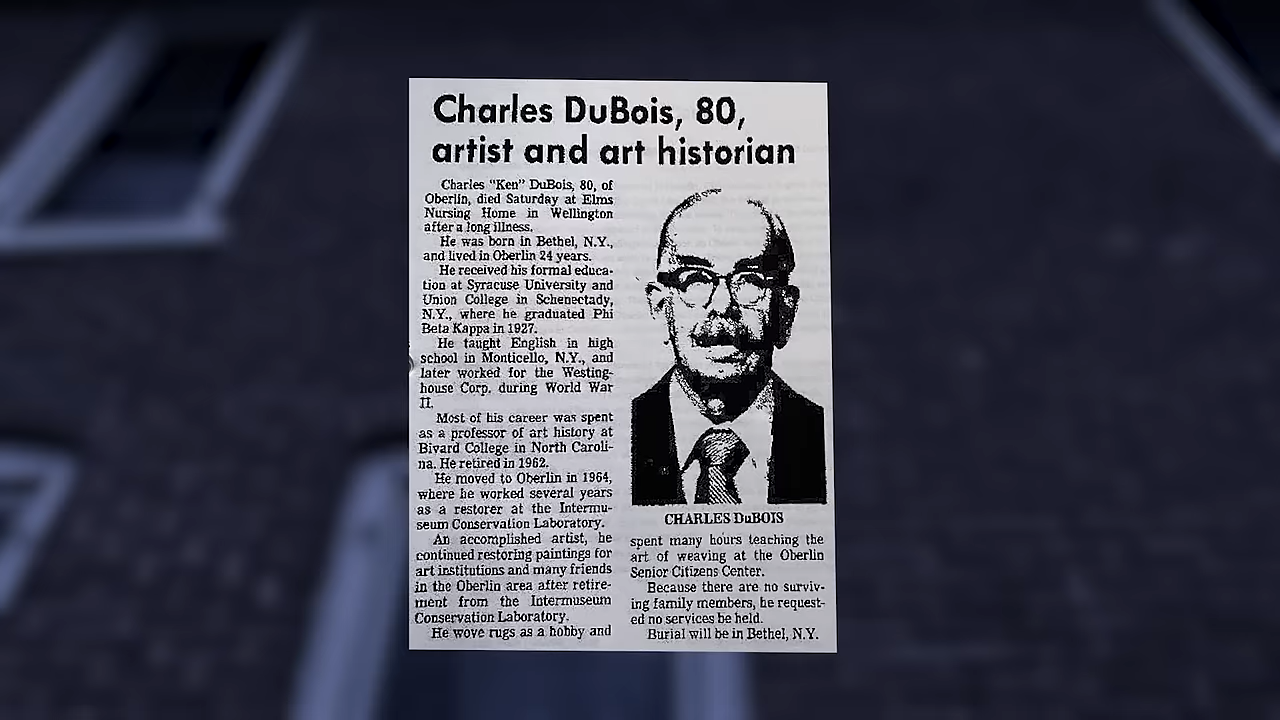 Charles DuBois, 80,
artist and art historian
Charles "Ken" DuBois, 80, of
Oberlin, died Saturday at Elms
Nursing Home in Wellington
after a long illness.
He was born in Bethel, N.Y.,
and lived in Oberlin 24 years.
He received his formal educa-
tion at Syracuse University and
Union College in Schenectady,
N.Y., where he graduated Phi
Beta Kappa in 1927.
He taught English in high
school in Monticello, N.Y., and
later worked for the Westing-
house Corp. during World War
II.
Most of his career was spent
as a professor of art history at
Bivard College in North Caroli-
na. He retired in 1962.
He moved to Oberlin in 1964,
where he worked several years
as a restorer at the Intermu-
seum Conservation Laboratory.
An accomplished artist, he
continued restoring paintings for
art institutions and many friends
in the Oberlin area after retire-
ment from the Intermuseum
Conservation Laboratory.
He wove rugs as a hobby and
CHARLES DuBOIS
spent many hours teaching the
art of weaving at the Oberlin
Senior Citizens Center.
Because there are no surviv-
ing family members, he request-
ed no services be held.
Burial will be in Bethel, N.Y.